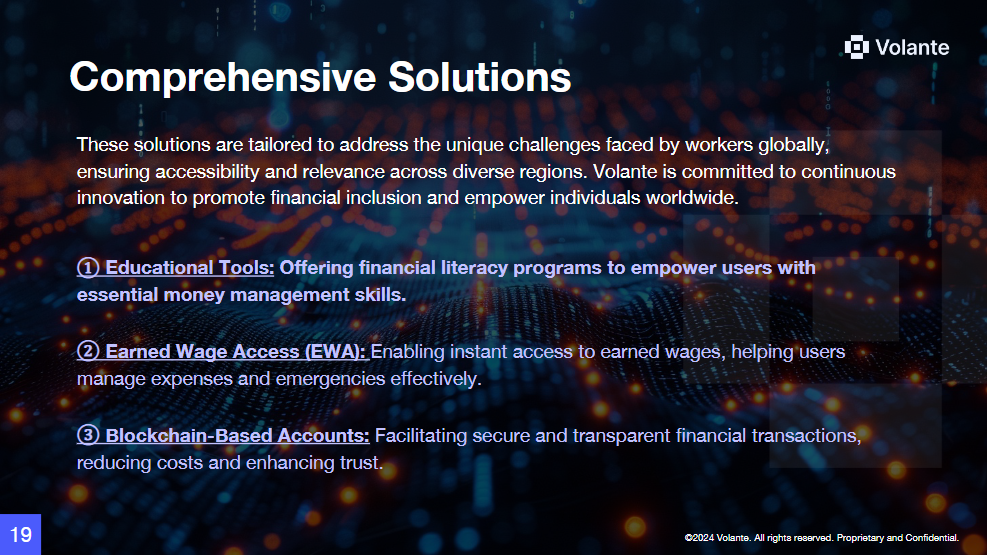 Volante
Comprehensive Solutions
These solutions are tailored to address the unique challenges faced by workers globally,
ensuring accessibility and relevance across diverse regions. Volante is committed to continuous
innovation to promote financial inclusion and empower individuals worldwide.
① Educational Tools: Offering financial literacy programs to empower users with
essential money management skills.
② Earned Wage Access (EWA): Enabling instant access to earned wages, helping users
manage expenses and emergencies effectively.
③ Blockchain-Based Accounts: Facilitating secure and transparent financial transactions,
reducing costs and enhancing trust.
19
©2024 Volante. All rights reserved. Proprietary and Confidential.